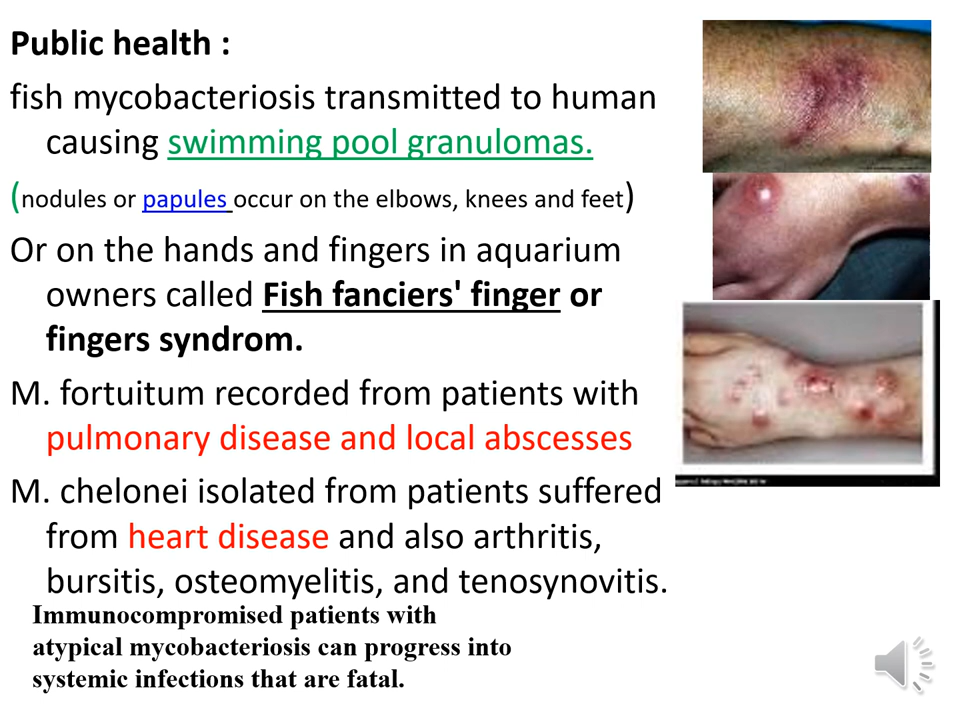 Public health :
fish mycobacteriosis transmitted to human
causing swimming pool granulomas.
(nodules or papules occur on the elbows, knees and feet)
Or on the hands and fingers in aquarium
owners called Fish fanciers' finger or
fingers syndrom.
M. fortuitum recorded from patients with
pulmonary disease and local abscesses
M. chelonei isolated from patients suffered
from heart disease and also arthritis,
bursitis, osteomyelitis, and tenosynovitis.
Immunocompromised patients with
atypical mycobacteriosis can progress into
systemic infections that are fatal.